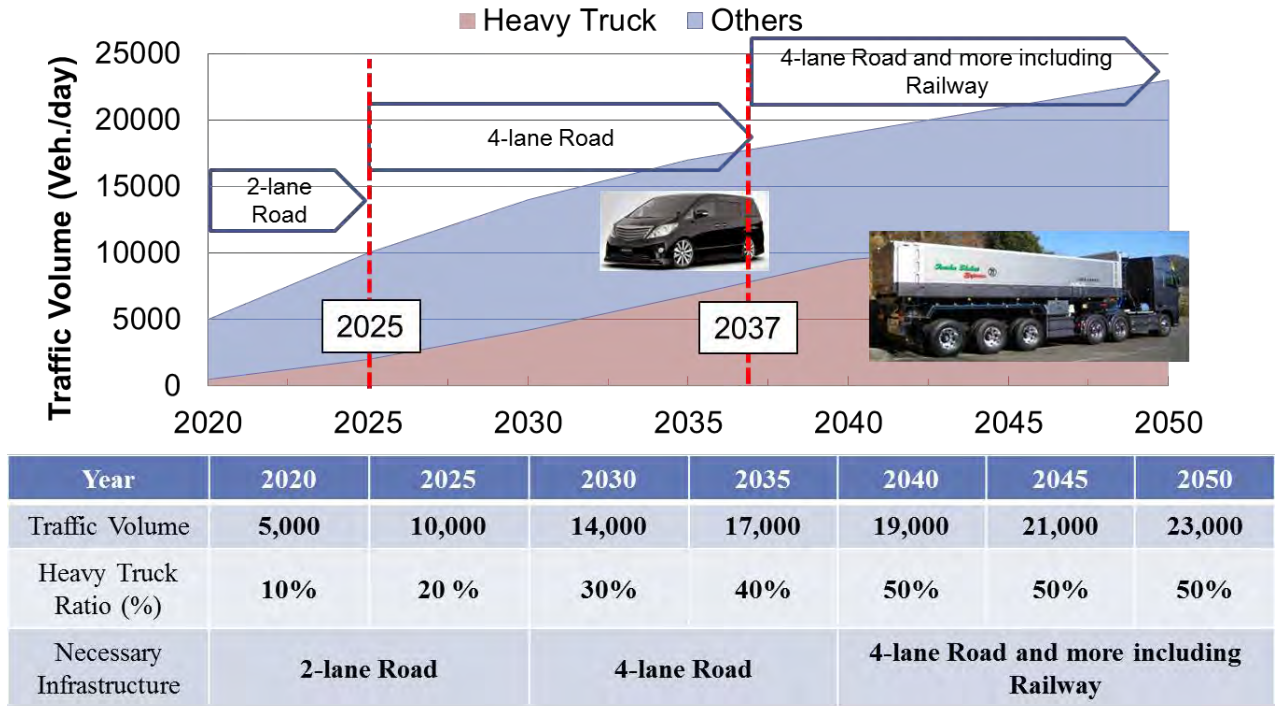 Heavy Truck Others
Traffic Volume (Veh./day)
25000
20000
15000
10000
5000
0
2-lane
Road
4-lane Road
4-lane Road and more including
Railway
2025
2037
2020 2025 2030 2035 2040 2045 2050
Year 2020 2025 2030 2035 2040 2045 2050
Traffic Volume 5,000 10,000 14,000 17,000 19,000 21,000 23,000
Heavy Truck
Ratio (%) 10% 20 % 30% 40% 50% 50% 50%
Necessary
Infrastructure
2-lane Road
4-lane Road
4-lane Road and more including
Railway